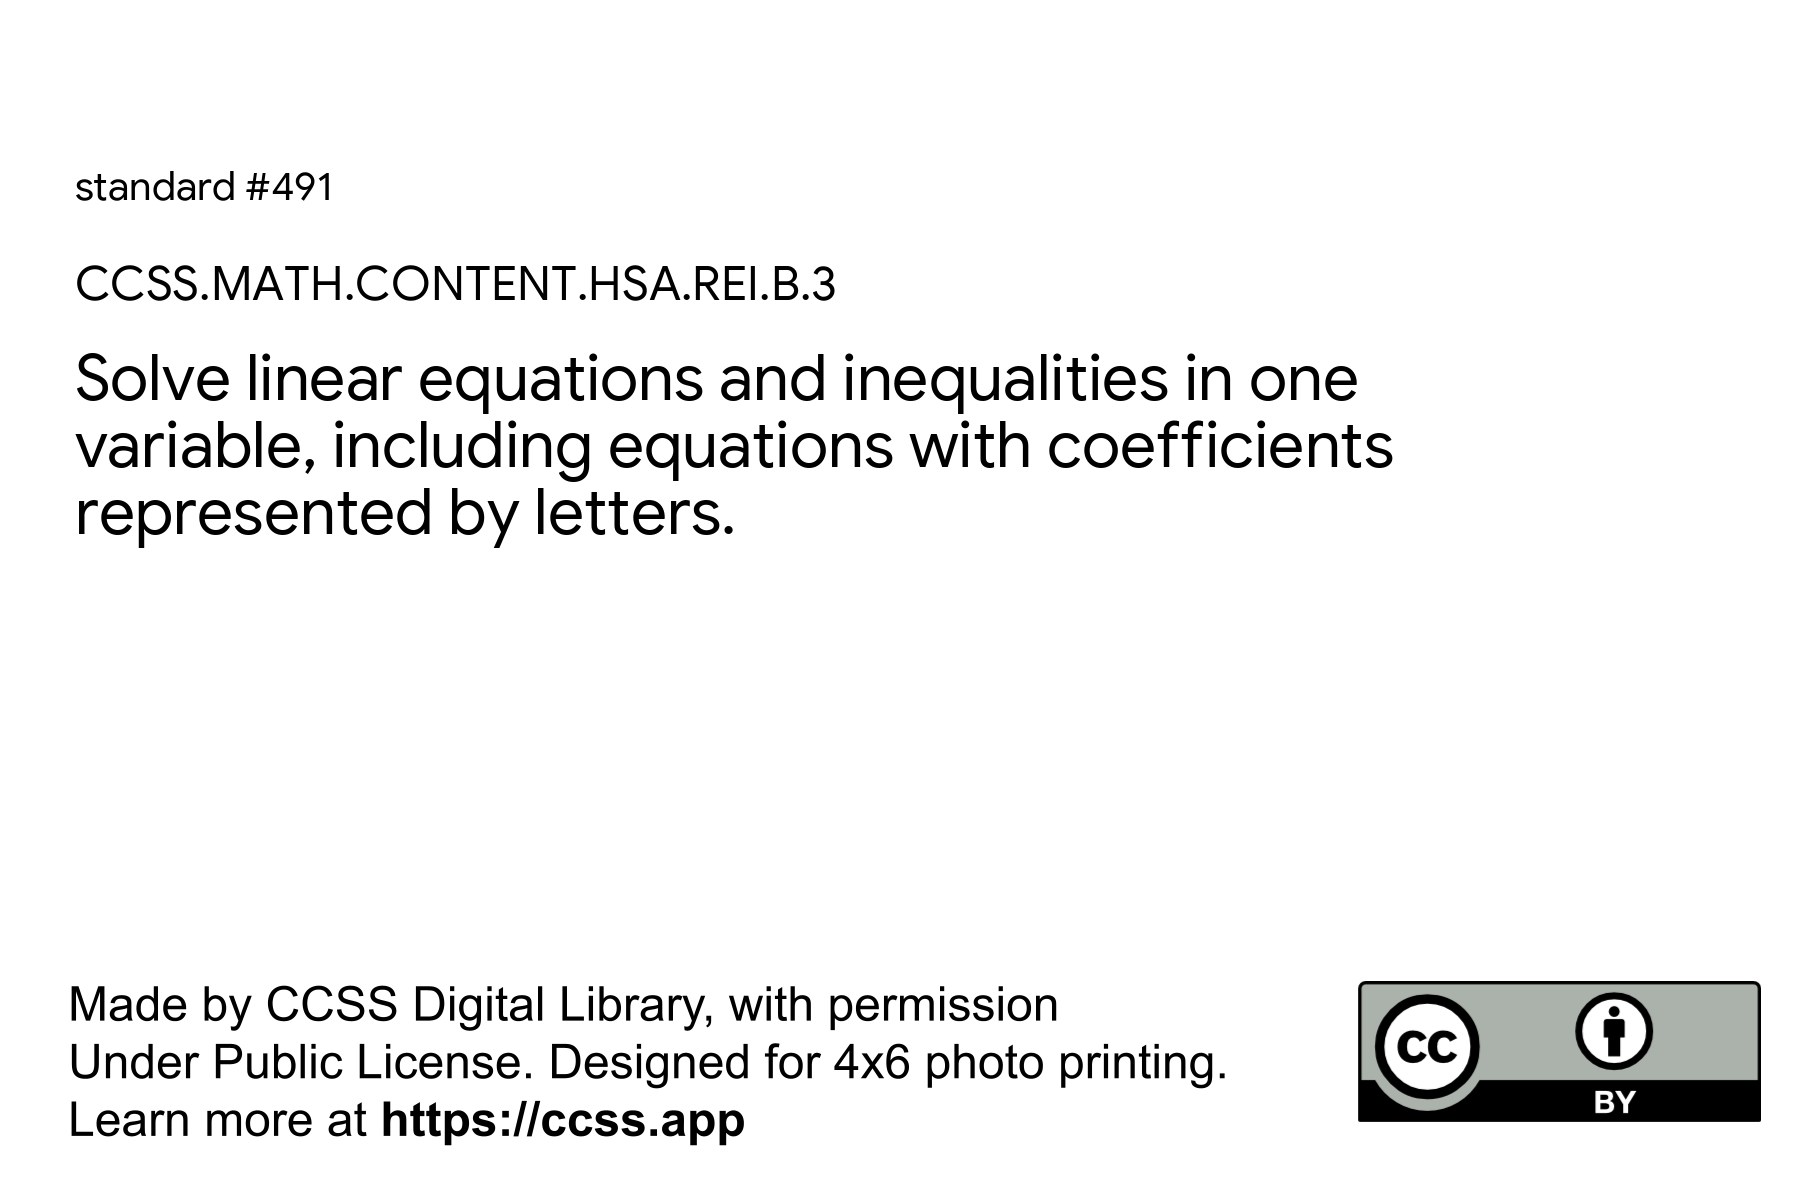 standard #491
CCSS.MATH.CONTENT.HSA.REI.B.3
Solve linear equations and inequalities in one
variable, including equations with coefficients
represented by letters.
Made by CCSS Digital Library, with permission
Under Public License. Designed for 4x6 photo printing.
Learn more at https://ccss.app
CC
BY